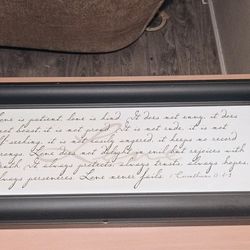 Love is patient, love is kind. It does not envy, it does
not boast, it is not proud. It is not rude, it is not
self seeking, it is not easily angered, it keeps no record
wrongs. Love does not delight in evil but rejoices with
truth. It always protects, always trusts, always hopes,
always perseveres. Love never fails. 1 Corinthians 13:4-8